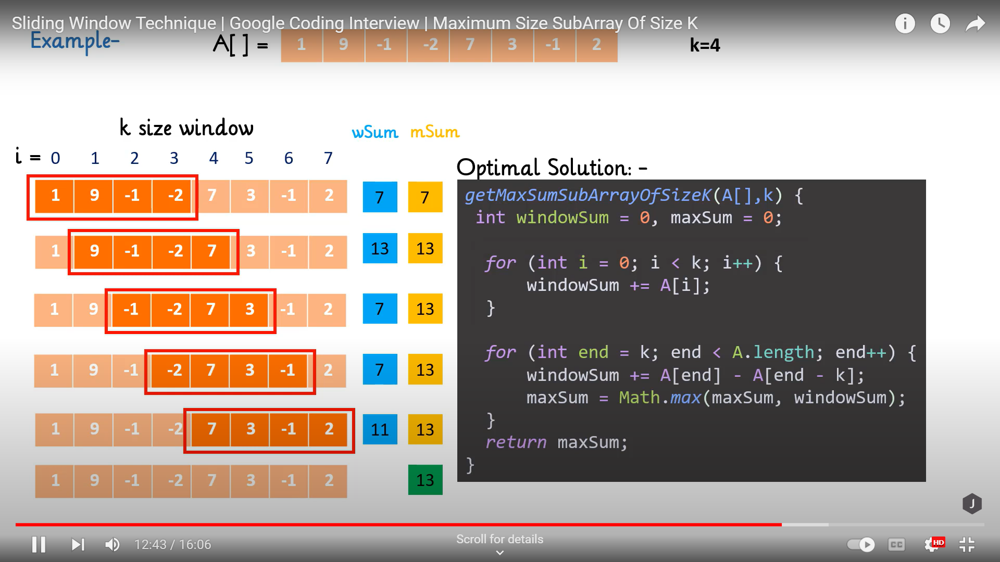 Sliding Window Technique | Google Coding Interview | Maximum Size SubArray Of Size K
Example-
A[ ] = 1 9 -1 -2 7 3 -1 2
k=4
k size window
wSum mSum
i = 0 1 2 3 4 5 6 7
1 9 -1 -2 7 3 -1 2 7 7
1 9 -1 -2 7 3 -1 2 13 13
1 9 -1 -2 7 3 -1 2 7 13
1 9 -1 -2 7 3 -1 2 7 13
1 9 -1 -2 7 3 -1 2 11 13
1 9 -1 -2 7 3 -1 2 13
Optimal Solution: -
getMaxSumSubArrayOfSizeK(A[],k) {
int windowSum = 0, maxSum = 0;
for (int i = 0; i < k; i++) {
windowSum += A[i];
}
for (int end = k; end < A.length; end++) {
windowSum += A[end] - A[end - k];
maxSum = Math.max(maxSum, windowSum);
}
return maxSum;
}
J
12:43 / 16:06
Scroll for details
CC
HD